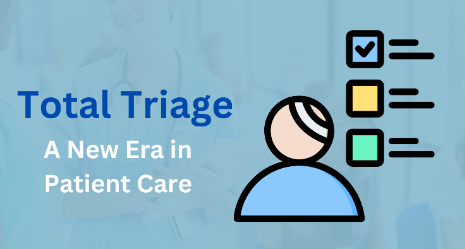 Total Triage
A New Era in
Patient Care